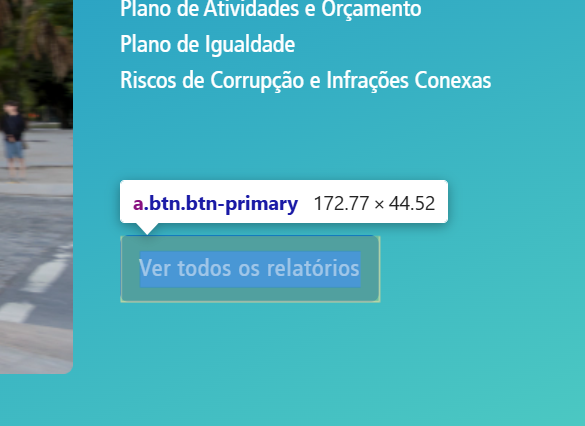 Plano de Atividades e Orçamento
Plano de Igualdade
Riscos de Corrupção e Infrações Conexas
a.btn.btn-primary 172.77 × 44.52
Ver todos os relatórios